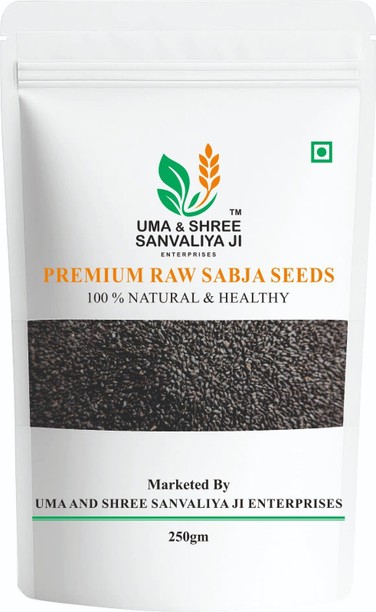 TM
UMA & SHREE
SANVALIYA JI
ENTERPRISES
PREMIUM RAW SABJA SEEDS
100 % NATURAL & HEALTHY
Marketed By
UMA AND SHREE SANVALIYA JI ENTERPRISES
250gm